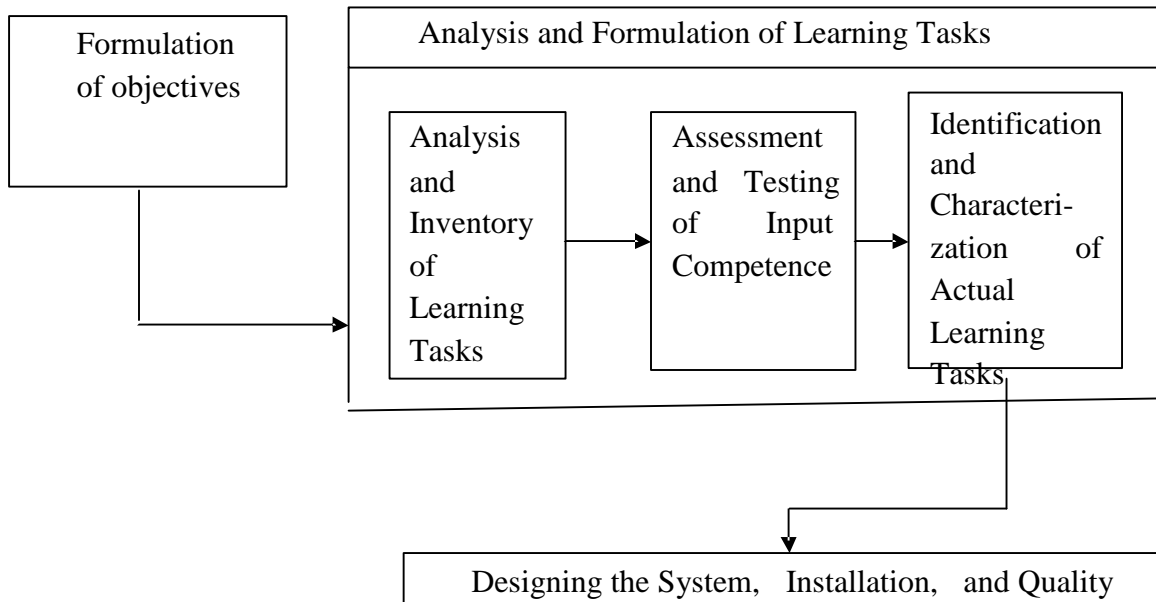 Formulation
of objectives
Analysis and Formulation of Learning Tasks
Analysis
and
Inventory
of
Learning
Tasks
Assessment
and Testing
of Input
Competence
Identification
and
Characteri-
zation of
Actual
Learning
Tasks
Designing the System, Installation, and Quality